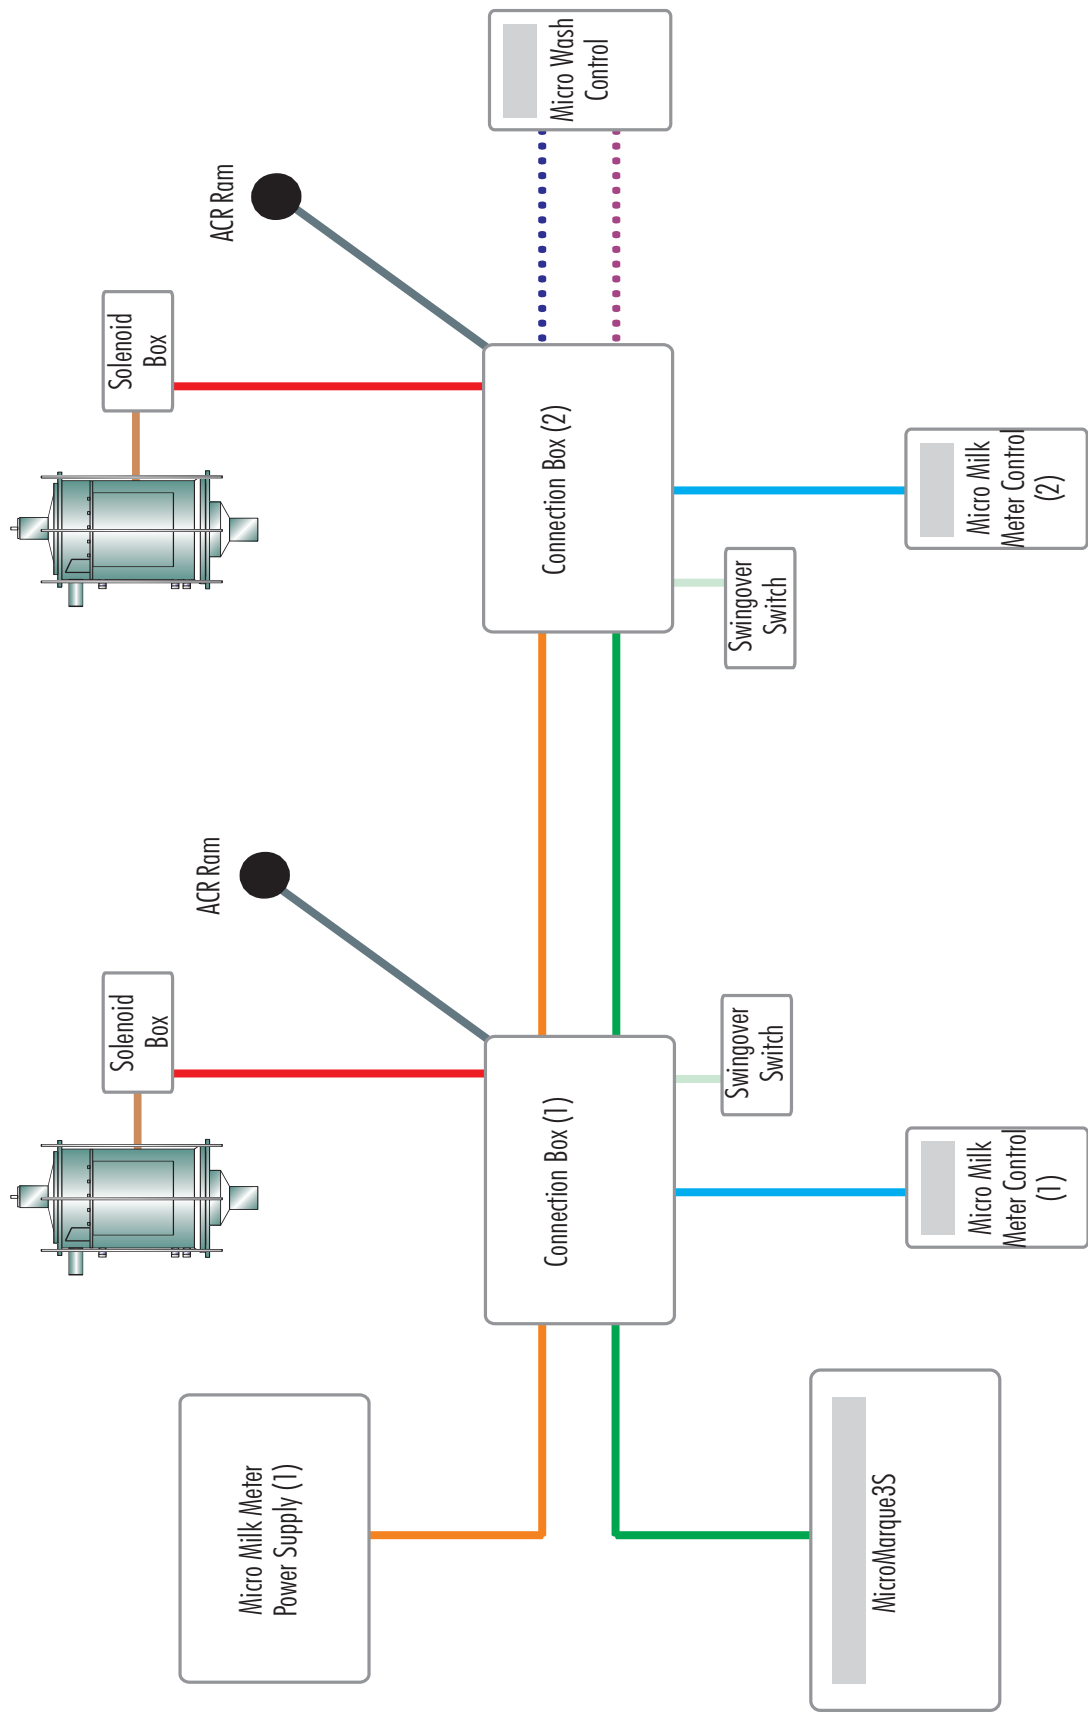 Micro Milk Meter
Power Supply (1)
MicroMarque3S
Solenoid
Box
ACR Ram
Connection Box (1)
Swingover
Switch
Micro Milk
Meter Control
(1)
Solenoid
Box
ACR Ram
Connection Box (2)
Swingover
Switch
Micro Milk
Meter Control
(2)
Micro Wash
Control